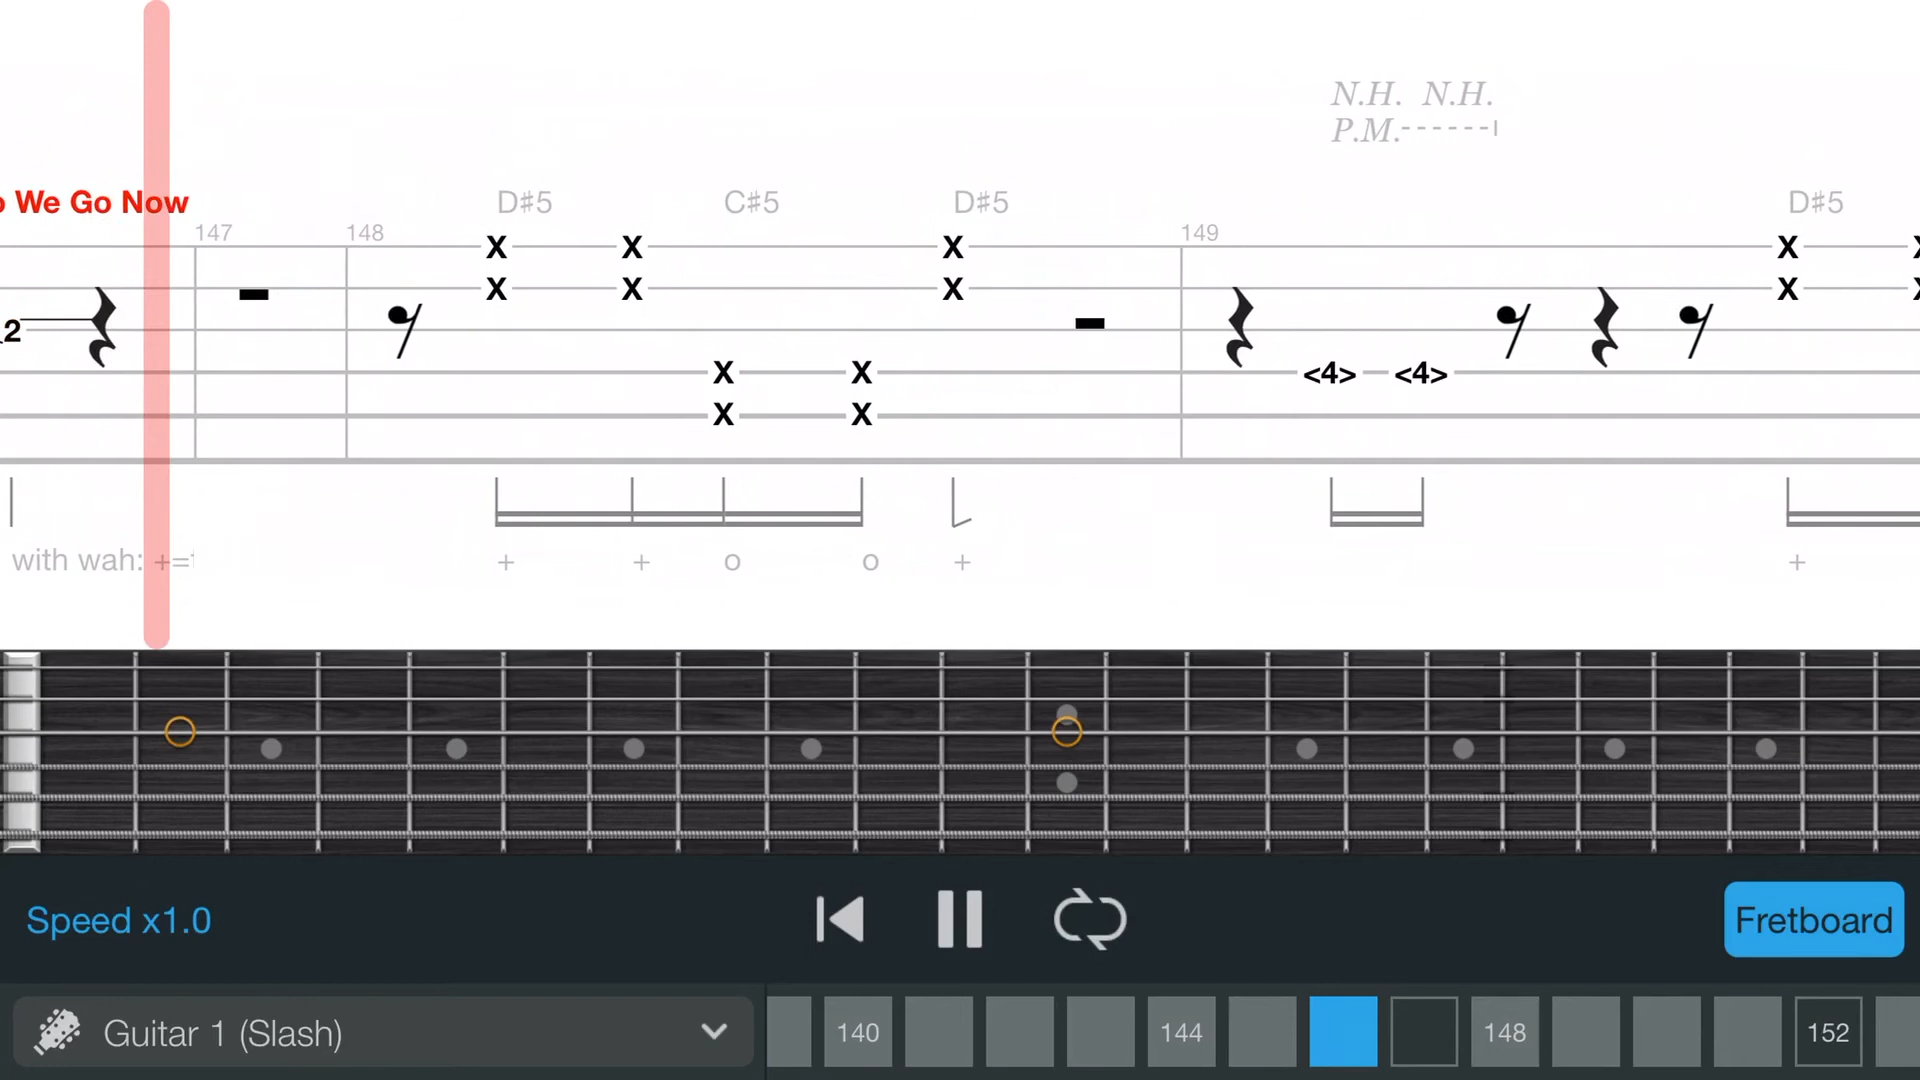 N.H. N.H.
P.M.
We Go Now
D♯5 C♯5 D♯5 D♯5
147 148 149
X X X X
X X X X
2
<4> <4>
X X
X X
with wah: +=
+ + o o + +
Speed x1.0
Fretboard
Guitar 1 (Slash)
140 144 148 152